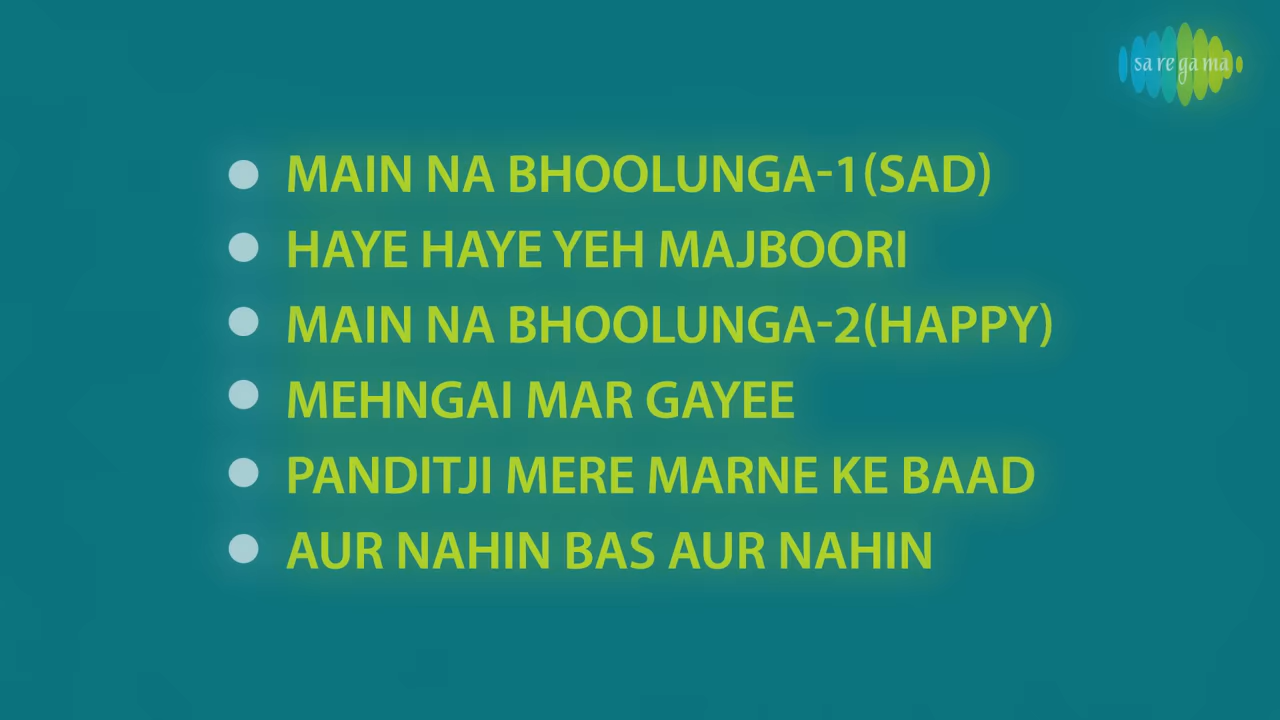 sa re ga ma
MAIN NA BHOOLUNGA-1(SAD)
HAYE HAYE YEH MAJBOORI
MAIN NA BHOOLUNGA-2(HAPPY)
MEHNGAI MAR GAYEE
PANDITJI MERE MARNE KE BAAD
AUR NAHIN BAS AUR NAHIN